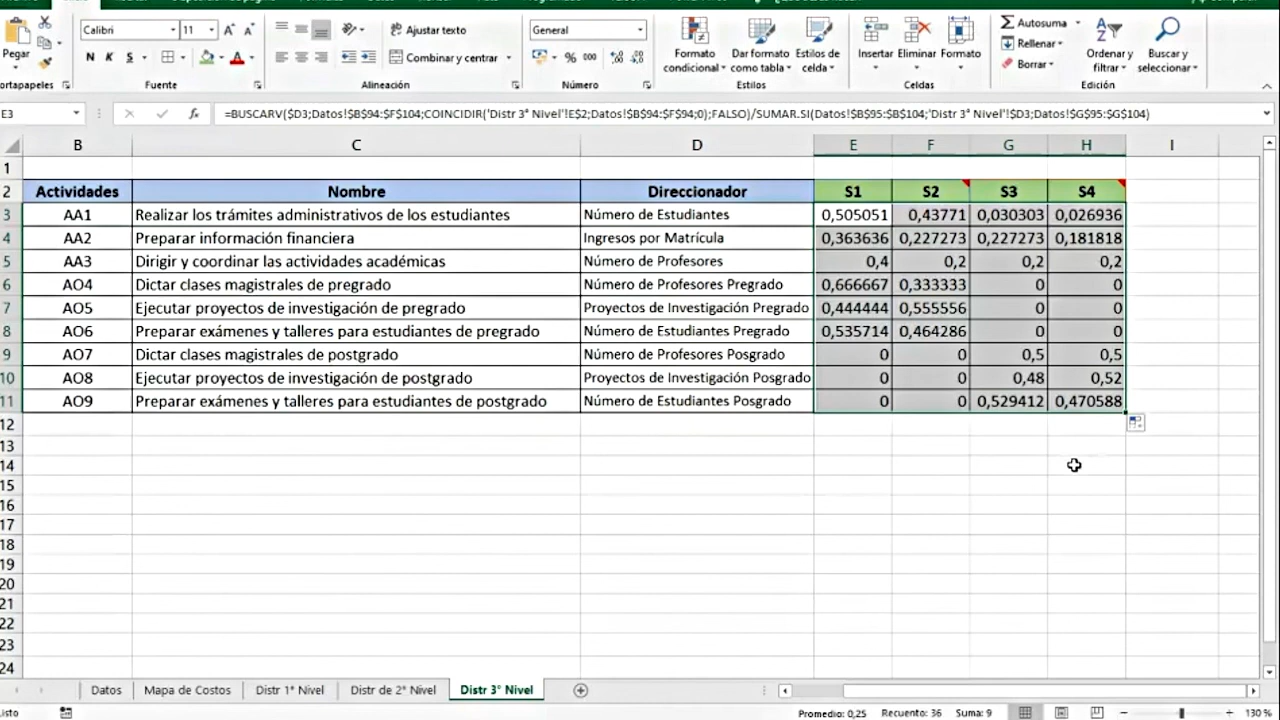 Calibri 11 Ajustar texto General Autosuma
Pegar Rellenar
N K S Combinar y centrar % 000 Formato condicional Dar formato como tabla Estilos de celda Insertar Eliminar Formato Borrar Ordenar y filtrar Buscar y seleccionar
ortapapeles Fuente Alineación Número Estilos Celdas Edición
E3 fx =BUSCARV($D3;Datos!$B$94:$F$104;COINCIDIR('Distr 3° Nivel'!E$2;Datos!$B$94:$F$94;0);FALSO)/SUMAR.SI(Datos!$B$95:$B$104;'Distr 3° Nivel'!$D3;Datos!$G$95:$G$104)
B C D E F G H I
1
2 Actividades Nombre Direccionador S1 S2 S3 S4
3 AA1 Realizar los trámites administrativos de los estudiantes Número de Estudiantes 0,505051 0,43771 0,030303 0,026936
4 AA2 Preparar información financiera Ingresos por Matrícula 0,363636 0,227273 0,227273 0,181818
5 AA3 Dirigir y coordinar las actividades académicas Número de Profesores 0,4 0,2 0,2 0,2
6 AO4 Dictar clases magistrales de pregrado Número de Profesores Pregrado 0,666667 0,333333 0 0
7 AO5 Ejecutar proyectos de investigación de pregrado Proyectos de Investigación Pregrado 0,444444 0,555556 0 0
8 AO6 Preparar exámenes y talleres para estudiantes de pregrado Número de Estudiantes Pregrado 0,535714 0,464286 0 0
9 AO7 Dictar clases magistrales de postgrado Número de Profesores Posgrado 0 0 0,5 0,5
10 AO8 Ejecutar proyectos de investigación de postgrado Proyectos de Investigación Posgrado 0 0 0,48 0,52
11 AO9 Preparar exámenes y talleres para estudiantes de postgrado Número de Estudiantes Posgrado 0 0 0,529412 0,470588
12
13
14
15
16
17
18
19
20
21
22
23
24
Datos Mapa de Costos Distr 1° Nivel Distr de 2° Nivel Distr 3° Nivel
isto Promedio: 0,25 Recuento: 36 Suma: 9 130 %